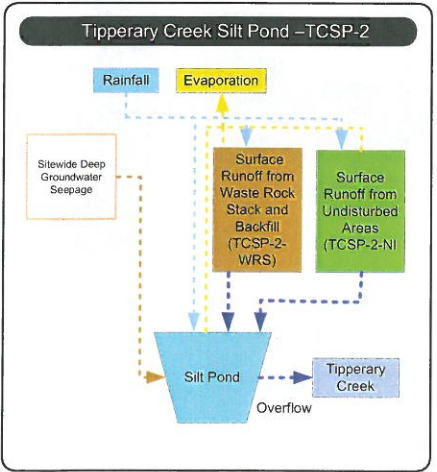 Tipperary Creek Silt Pond –TCSP-2
Rainfall
Evaporation
Sitewide Deep
Groundwater
Seepage
Surface
Runoff from
Waste Rock
Stack and
Backfill
(TCSP-2-
WRS)
Surface
Runoff from
Undisturbed
Areas
(TCSP-2-NI
Silt Pond
Tipperary
Creek
Overflow